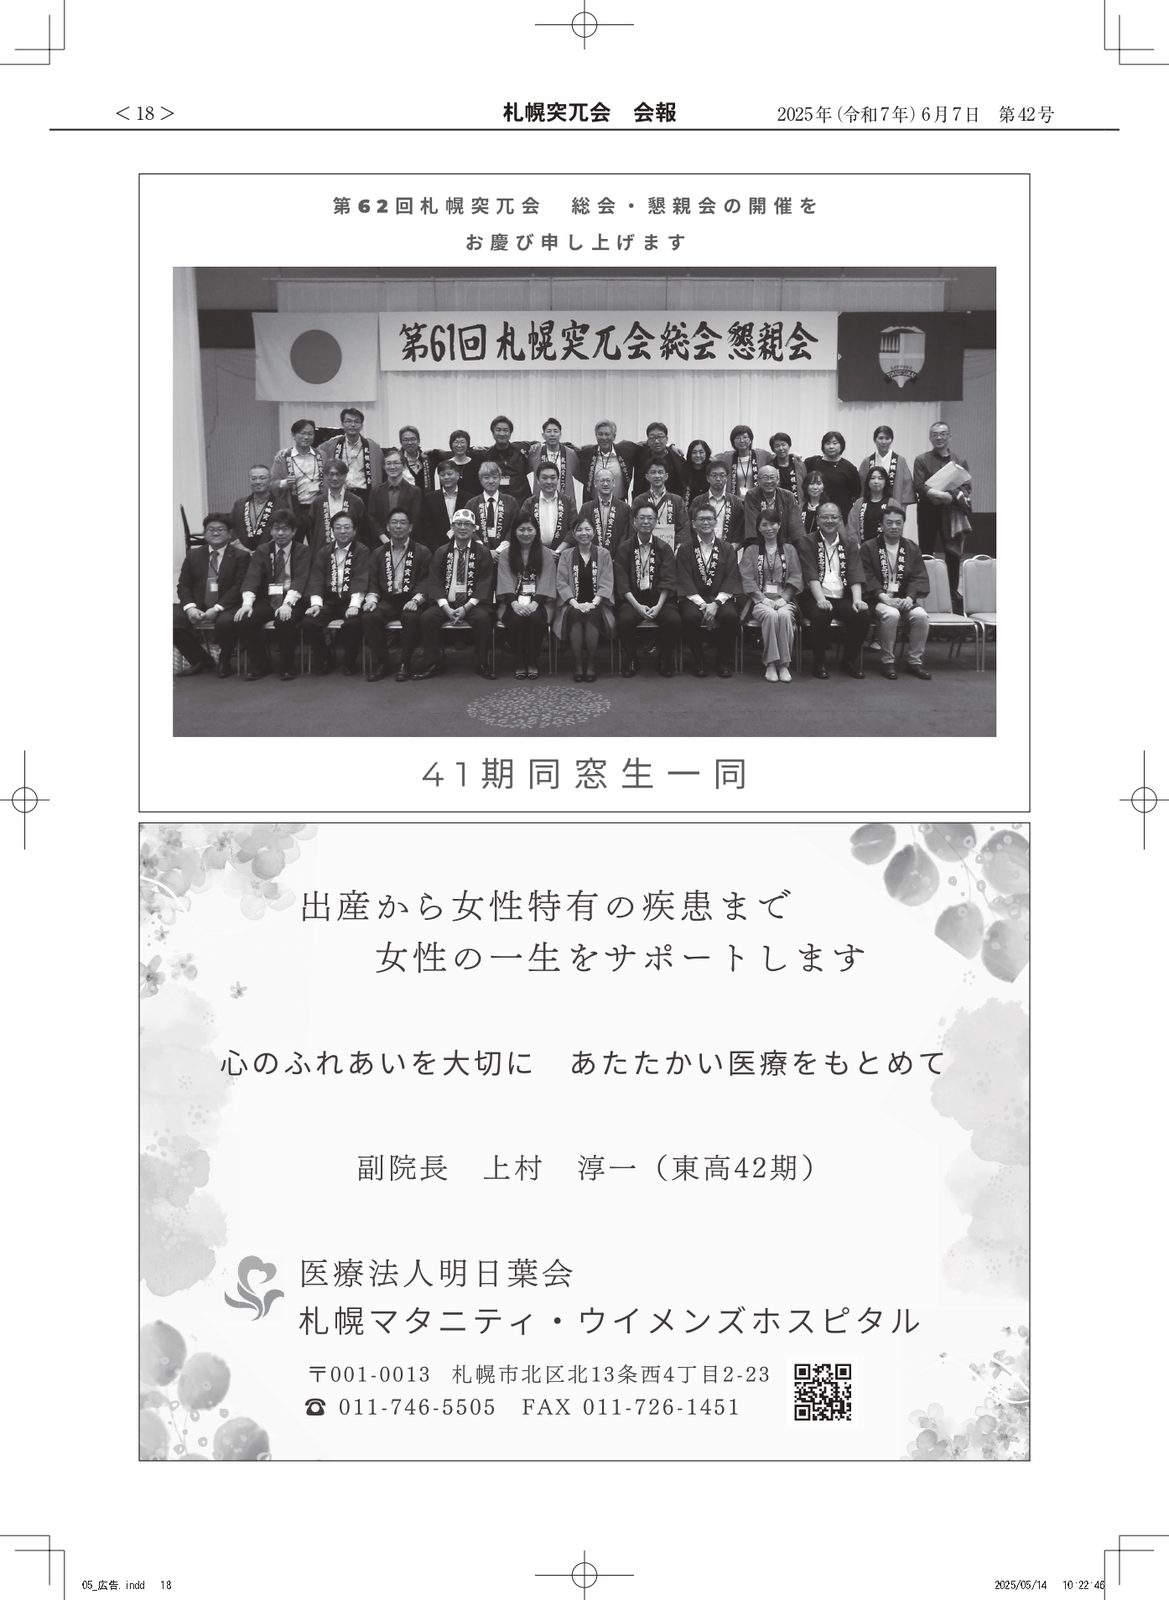 ＜18＞
札幌突兀会　会報
2025年（令和7年）6月7日　第42号
第62回札幌突兀会　総会・懇親会の開催を
お慶び申し上げます
第61回札幌突兀会総会懇親会
41期同窓生一同
出産から女性特有の疾患まで
女性の一生をサポートします
心のふれあいを大切に　あたたかい医療をもとめて
副院長　上村　淳一（東高42期）
医療法人明日葉会
札幌マタニティ・ウイメンズホスピタル
〒001-0013　札幌市北区北13条西4丁目2-23
☎ 011-746-5505　FAX 011-726-1451
05_広告.indd   18
2025/05/14   10:22:46